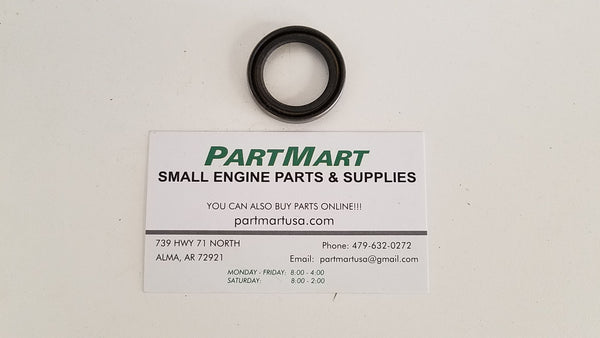 PARTMART
SMALL ENGINE PARTS & SUPPLIES
YOU CAN ALSO BUY PARTS ONLINE!!!
partmartusa.com
739 HWY 71 NORTH
Phone: 479-632-0272
ALMA, AR 72921
Email: partmartusa@gmail.com
MONDAY - FRIDAY: 8:00 - 4:00
SATURDAY: 8:00 - 2:00